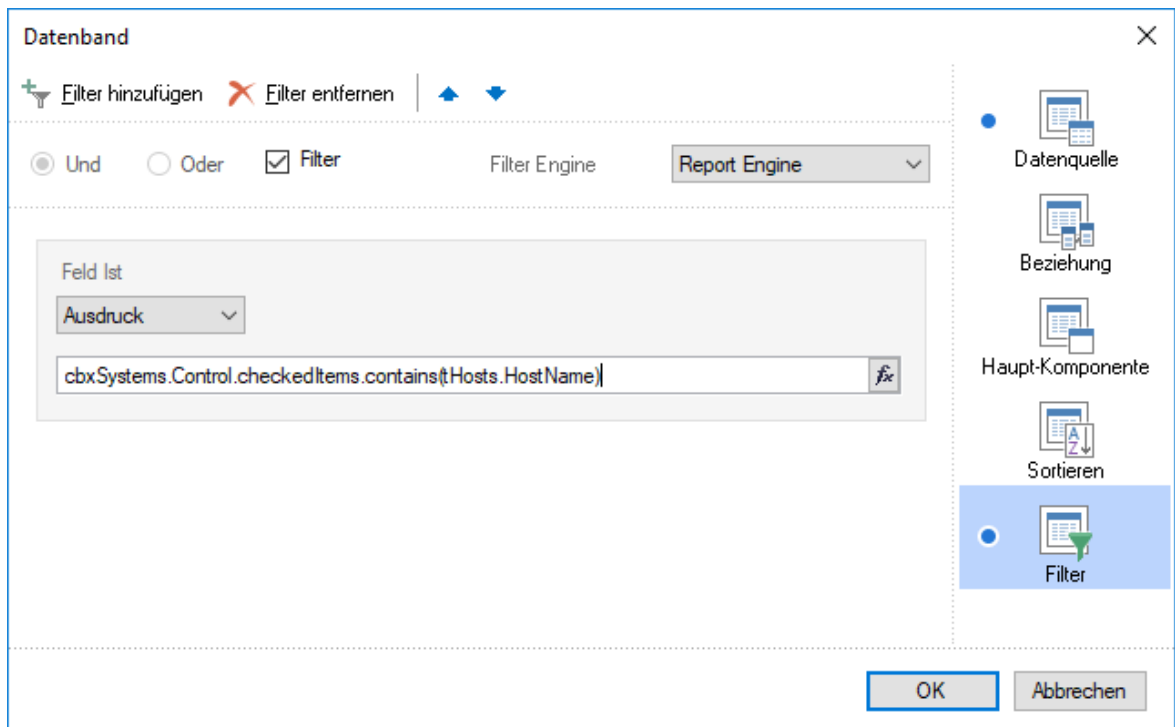 Datenband
Filter hinzufügen Filter entfernen
Und Oder Filter Filter Engine Report Engine
Feld Ist
Ausdruck
cbxSystems.Control.checkedItems.contains(tHosts.HostName)
fx
Datenquelle
Beziehung
Haupt-Komponente
A
Z
Sortieren
Filter
OK Abbrechen